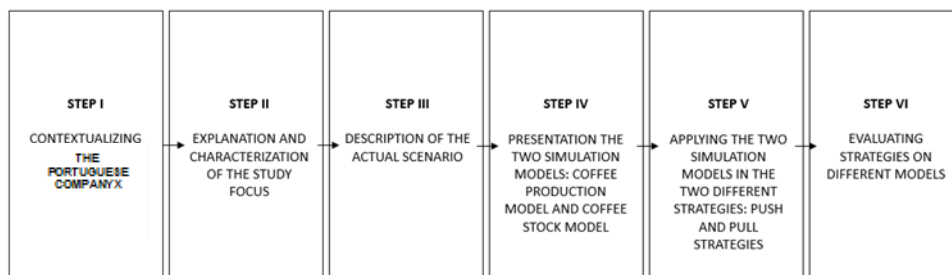 STEP I
CONTEXTUALIZING
THE
PORTUGUESE
COMPANYX
STEP II
EXPLANATION AND
CHARACTERIZATION
OF THE STUDY
FOCUS
STEP III
DESCRIPTION OF THE
ACTUAL SCENARIO
STEP IV
PRESENTATION THE
TWO SIMULATION
MODELS: COFFEE
PRODUCTION
MODEL AND COFFEE
STOCK MODEL
STEP V
APPLYING THE TWO
SIMULATION
MODELS IN THE
TWO DIFFERENT
STRATEGIES: PUSH
AND PULL
STRATEGIES
STEP VI
EVALUATING
STRATEGIES ON
DIFFERENT MODELS